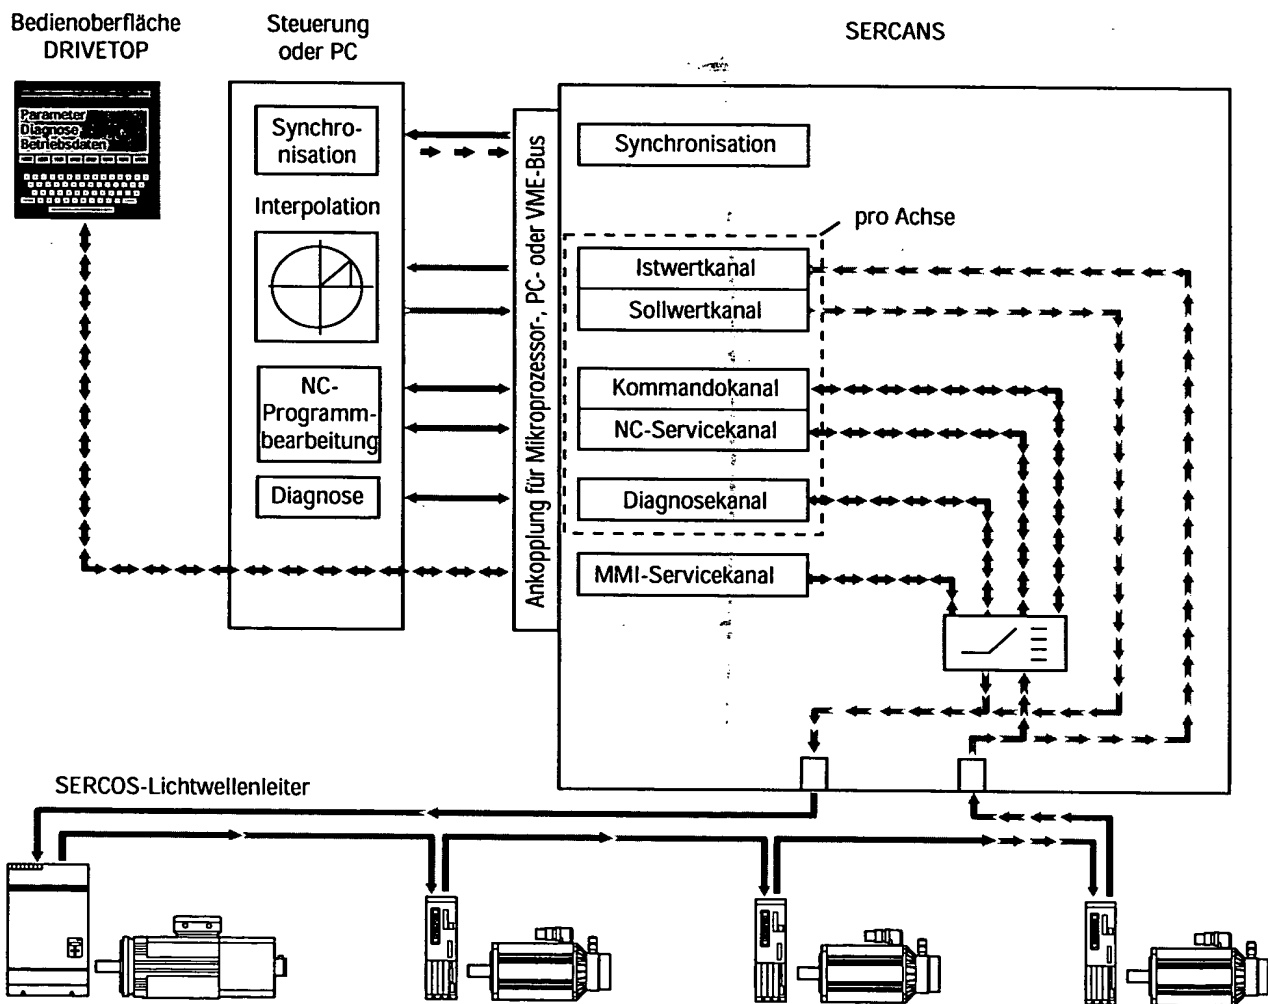 Bedienoberfläche
DRIVETOP
Steuerung
oder PC
SERCANS
Parameter
Diagnose
Betriebsdaten
Synchro-
nisation
Interpolation
NC-
Programm-
bearbeitung
Diagnose
Ankopplung für Mikroprozessor-, PC- oder VME-Bus
Synchronisation
pro Achse
Istwertkanal
Sollwertkanal
Kommandokanal
NC-Servicekanal
Diagnosekanal
MMI-Servicekanal
SERCOS-Lichtwellenleiter